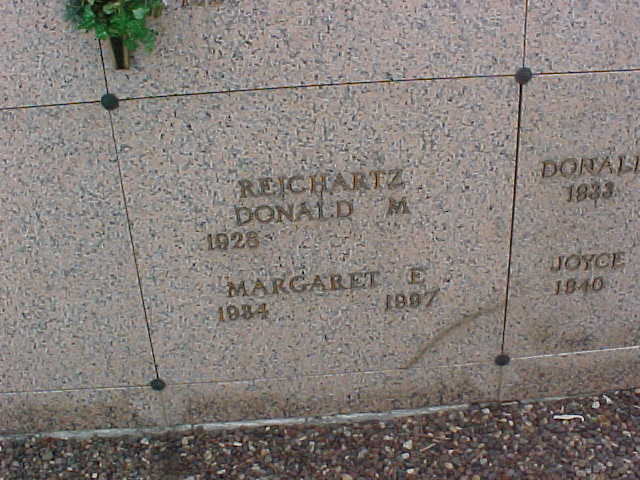 REICHARTZ
DONALD M
1928
MARGARET E
1934 1997
DONALD
1933
JOYCE
1940